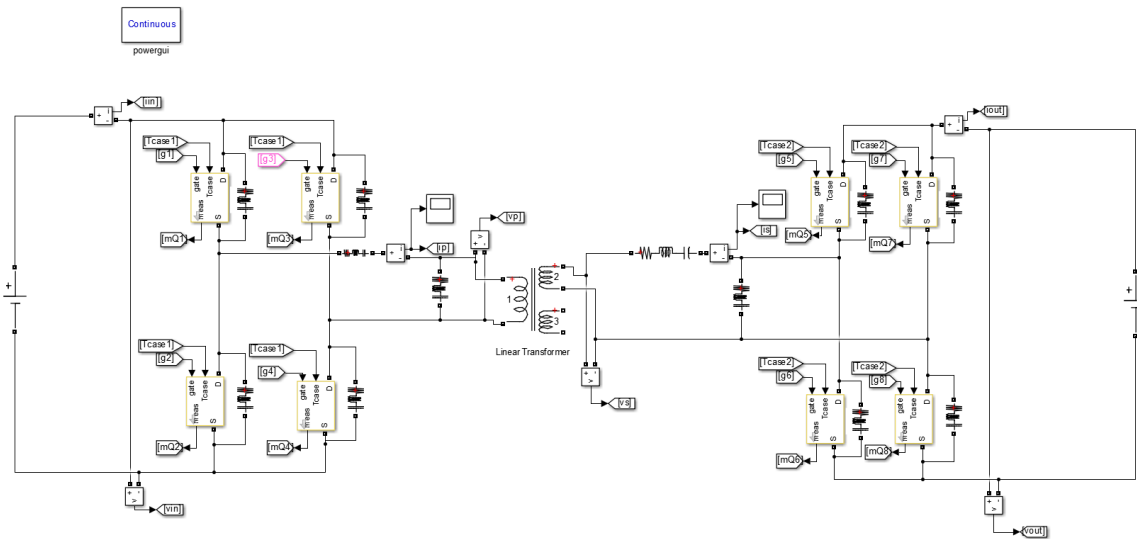 Continuous
powergui
[iin]
[iout]
[Tcase1]
[g1]
[Tcase1]
[g3]
[Tcase2]
[g5]
[Tcase2]
[g7]
gate
Tcase
meas
D
S
gate
Tcase
meas
D
S
gate
Tcase
meas
D
S
gate
Tcase
meas
D
S
[mQ1]
[mQ3]
[mQ5]
[mQ7]
[vp]
[ip]
[is]
1
2
3
Linear Transformer
[Tcase1]
[g2]
[Tcase1]
[g4]
[Tcase2]
[g6]
[Tcase2]
[g8]
gate
Tcase
meas
D
S
gate
Tcase
meas
D
S
gate
Tcase
meas
D
S
gate
Tcase
meas
D
S
[vs]
[mQ2]
[mQ4]
[mQ6]
[mQ8]
[vin]
[vout]